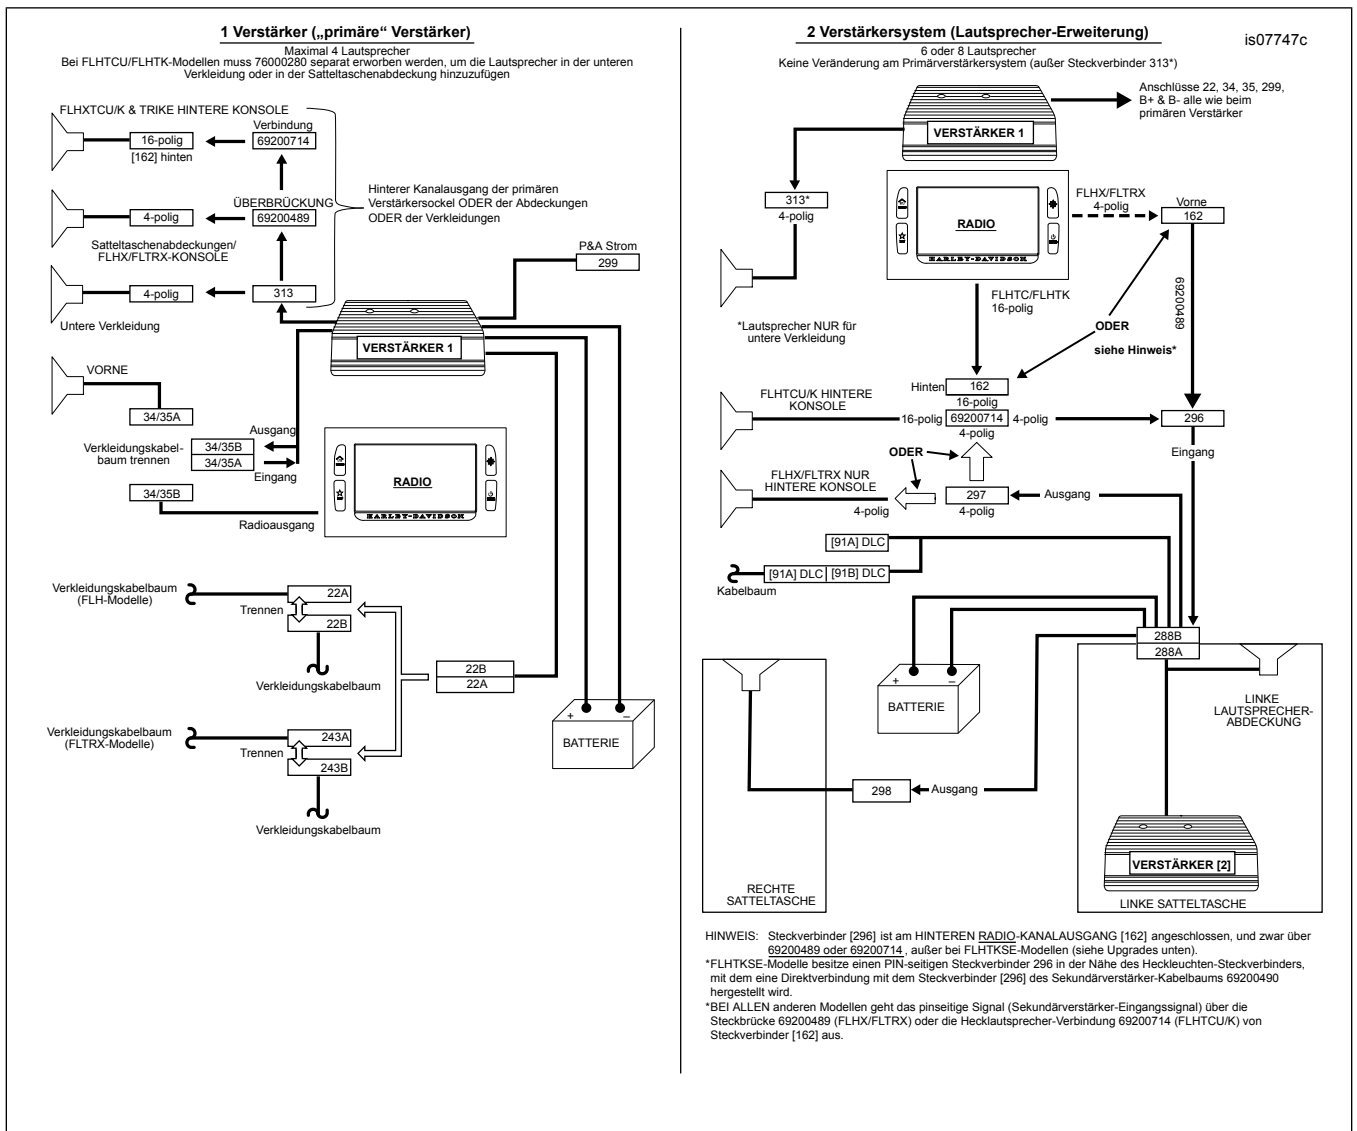 1 Verstärker („primäre“ Verstärker)
Maximal 4 Lautsprecher
Bei FLHTCU/FLHTK-Modellen muss 76000280 separat erworben werden, um die Lautsprecher in der unteren
Verkleidung oder in der Satteltaschenabdeckung hinzuzufügen
FLHXTCU/K & TRIKE HINTERE KONSOLE
Verbindung
16-polig
69200714
[162] hinten
ÜBERBRÜCKUNG
4-polig
69200489
Hinterer Kanalausgang der primären
Verstärkersockel ODER der Abdeckungen
ODER der Verkleidungen
Satteltaschenabdeckungen/
FLHX/FLTRX-KONSOLE
P&A Strom
299
4-polig
313
Untere Verkleidung
VERSTÄRKER 1
VORNE
34/35A
Ausgang
Verkleidungskabel-
baum trennen
34/35B
34/35A
Eingang
34/35B
Radioausgang
RADIO
HARLEY-DAVIDSON
Verkleidungskabelbaum
(FLH-Modelle)
22A
Trennen
22B
Verkleidungskabelbaum
22B
22A
Verkleidungskabelbaum
(FLTRX-Modelle)
243A
Trennen
243B
Verkleidungskabelbaum
+
–
BATTERIE
2 Verstärkersystem (Lautsprecher-Erweiterung)
is07747c
6 oder 8 Lautsprecher
Keine Veränderung am Primärverstärkersystem (außer Steckverbinder 313*)
VERSTÄRKER 1
Anschlüsse 22, 34, 35, 299,
B+ & B- alle wie beim
primären Verstärker
313*
4-polig
RADIO
HARLEY-DAVIDSON
FLHX/FLTRX
4-polig
Vorne
162
69200489
FLHTC/FLHTK
16-polig
*Lautsprecher NUR für
untere Verkleidung
ODER
siehe Hinweis*
Hinten
162
16-polig
FLHTCU/K HINTERE
KONSOLE
16-polig
69200714
4-polig
4-polig
296
Eingang
ODER
FLHX/FLTRX NUR
HINTERE KONSOLE
4-polig
297
4-polig
Ausgang
[91A] DLC
[91A] DLC
[91B] DLC
Kabelbaum
288B
288A
+
–
BATTERIE
LINKE
LAUTSPRECHER-
ABDECKUNG
298
Ausgang
VERSTÄRKER [2]
RECHTE
SATTELTASCHE
LINKE SATTELTASCHE
HINWEIS: Steckverbinder [296] ist am HINTEREN RADIO-KANALAUSGANG [162] angeschlossen, und zwar über
69200489 oder 69200714, außer bei FLHTKSE-Modellen (siehe Upgrades unten).
*FLHTKSE-Modelle besitze einen PIN-seitigen Steckverbinder 296 in der Nähe des Heckleuchten-Steckverbinders,
mit dem eine Direktverbindung mit dem Steckverbinder [296] des Sekundärverstärker-Kabelbaums 69200490
hergestellt wird.
*BEI ALLEN anderen Modellen geht das pinseitige Signal (Sekundärverstärker-Eingangssignal) über die
Steckbrücke 69200489 (FLHX/FLTRX) oder die Hecklautsprecher-Verbindung 69200714 (FLHTCU/K) von
Steckverbinder [162] aus.